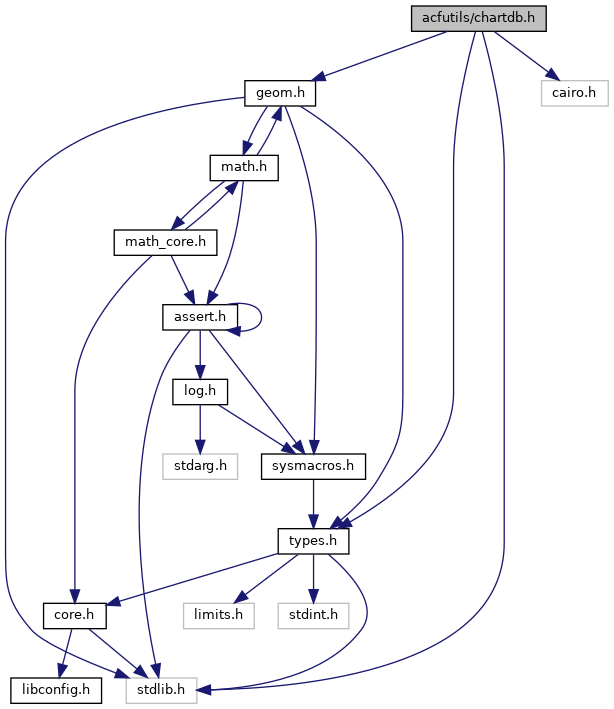 acfutils/chartdb.h
geom.h
cairo.h
math.h
math_core.h
assert.h
log.h
stdarg.h
sysmacros.h
types.h
core.h
limits.h
stdint.h
libconfig.h
stdlib.h